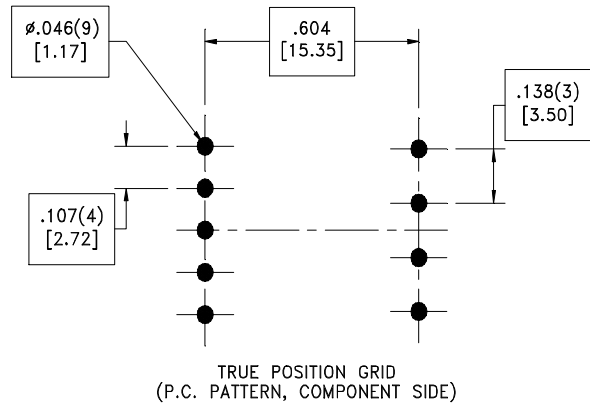 ø.046(9)
[1.17]
.604
[15.35]
.138(3)
[3.50]
.107(4)
[2.72]
TRUE POSITION GRID
(P.C. PATTERN, COMPONENT SIDE)